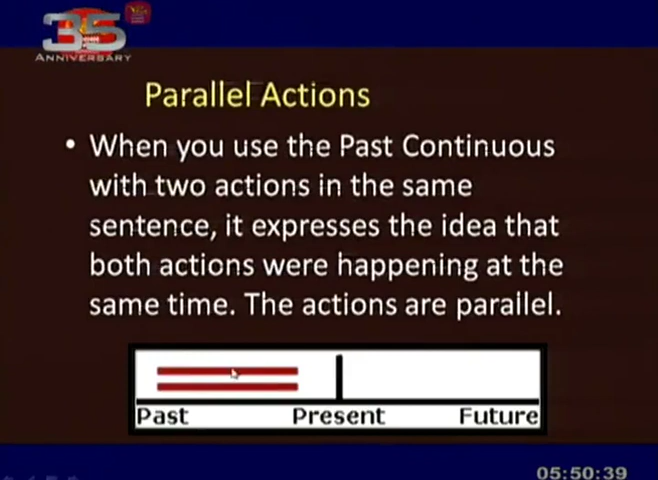 35
ANNIVERSARY
Parallel Actions
• When you use the Past Continuous
with two actions in the same
sentence, it expresses the idea that
both actions were happening at the
same time. The actions are parallel.
Past Present Future
05:50:39